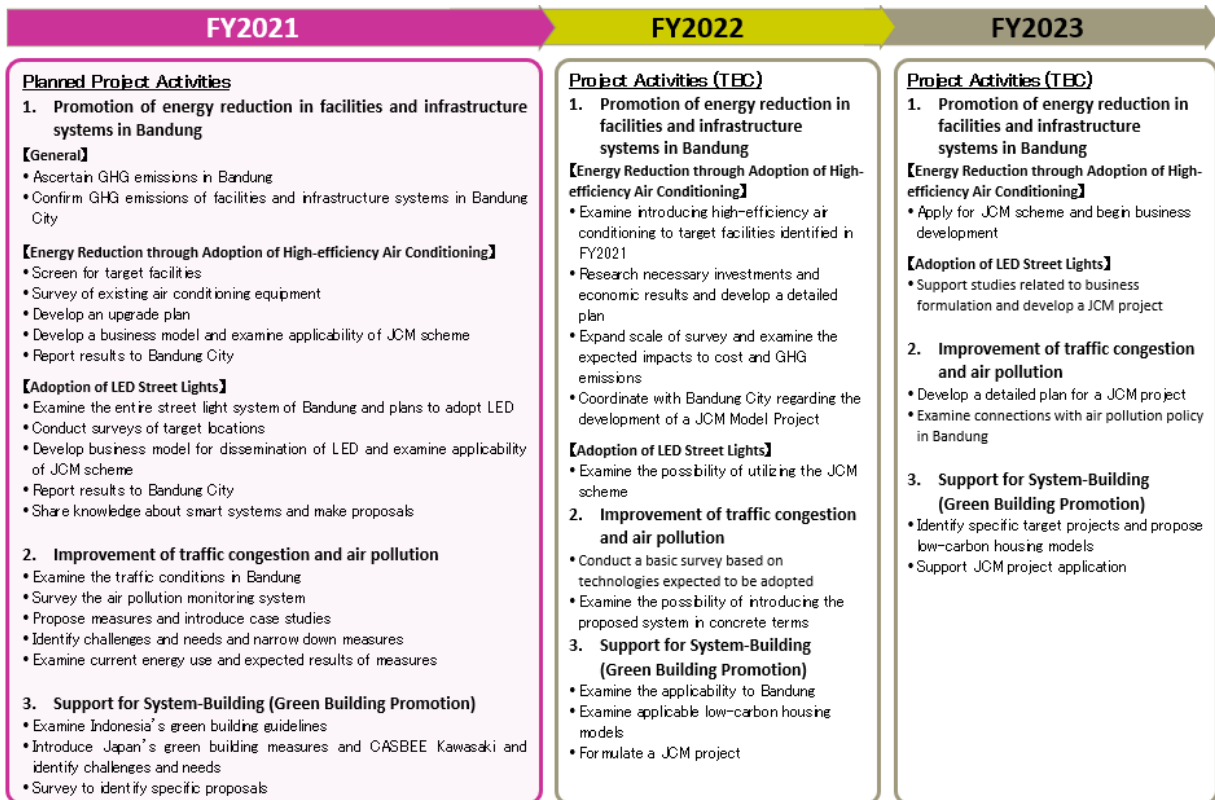 FY2021
FY2022
FY2023
Planned Project Activities
1. Promotion of energy reduction in facilities and infrastructure
systems in Bandung
【General】
• Ascertain GHG emissions in Bandung
• Confirm GHG emissions of facilities and infrastructure systems in Bandung
City
【Energy Reduction through Adoption of High-efficiency Air Conditioning】
• Screen for target facilities
• Survey of existing air conditioning equipment
• Develop an upgrade plan
• Develop a business model and examine applicability of JCM scheme
• Report results to Bandung City
【Adoption of LED Street Lights】
• Examine the entire street light system of Bandung and plans to adopt LED
• Conduct surveys of target locations
• Develop business model for dissemination of LED and examine applicability
of JCM scheme
• Report results to Bandung City
• Share knowledge about smart systems and make proposals
2. Improvement of traffic congestion and air pollution
• Examine the traffic conditions in Bandung
• Survey the air pollution monitoring system
• Propose measures and introduce case studies
• Identify challenges and needs and narrow down measures
• Examine current energy use and expected results of measures
3. Support for System-Building (Green Building Promotion)
• Examine Indonesia's green building guidelines
• Introduce Japan's green building measures and CASBEE Kawasaki and
identify challenges and needs
• Survey to identify specific proposals
Project Activities (TBC)
1. Promotion of energy reduction in
facilities and infrastructure
systems in Bandung
【Energy Reduction through Adoption of High-
efficiency Air Conditioning】
• Examine introducing high-efficiency air
conditioning to target facilities identified in
FY2021
• Research necessary investments and
economic results and develop a detailed
plan
• Expand scale of survey and examine the
expected impacts to cost and GHG
emissions
• Coordinate with Bandung City regarding the
development of a JCM Model Project
【Adoption of LED Street Lights】
• Examine the possibility of utilizing the JCM
scheme
2. Improvement of traffic congestion
and air pollution
• Conduct a basic survey based on
technologies expected to be adopted
• Examine the possibility of introducing the
proposed system in concrete terms
3. Support for System-Building
(Green Building Promotion)
• Examine the applicability to Bandung
• Examine applicable low-carbon housing
models
• Formulate a JCM project
Project Activities (TBC)
1. Promotion of energy reduction in
facilities and infrastructure
systems in Bandung
【Energy Reduction through Adoption of High-
efficiency Air Conditioning】
• Apply for JCM scheme and begin business
development
【Adoption of LED Street Lights】
• Support studies related to business
formulation and develop a JCM project
2. Improvement of traffic congestion
and air pollution
• Develop a detailed plan for a JCM project
• Examine connections with air pollution policy
in Bandung
3. Support for System-Building
(Green Building Promotion)
• Identify specific target projects and propose
low-carbon housing models
• Support JCM project application